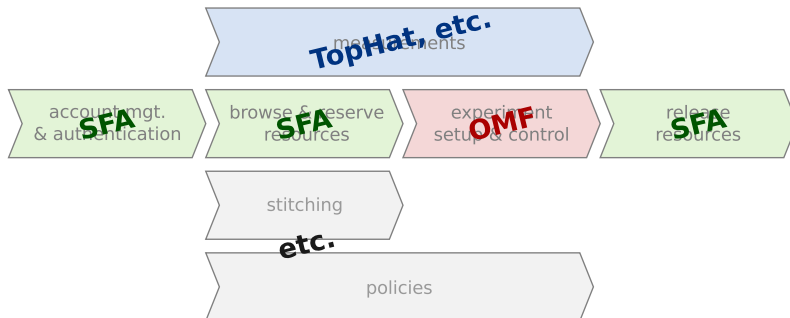 measurements
TopHat, etc.
account mgt.
& authentication
SFA
browse & reserve
resources
SFA
experiment
setup & control
OMF
release
resources
SFA
stitching
etc.
policies